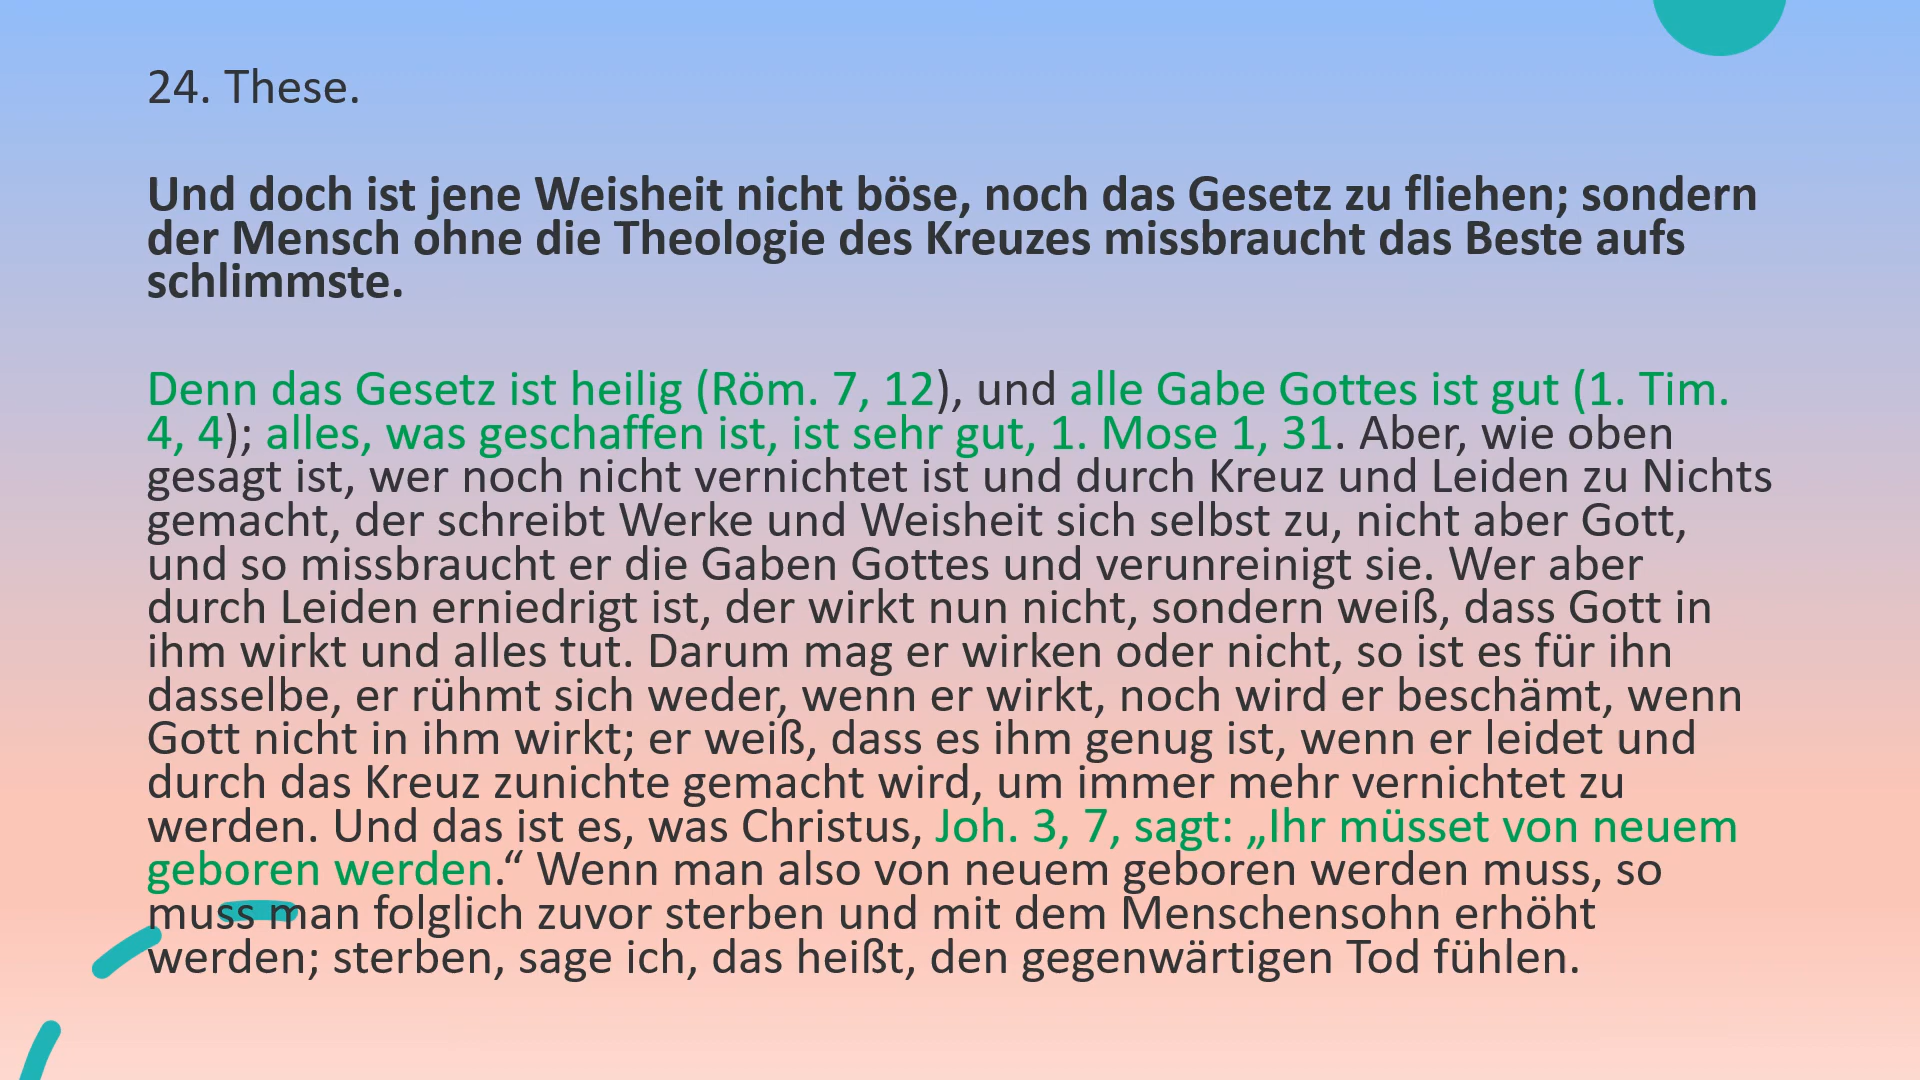 24. These.
Und doch ist jene Weisheit nicht böse, noch das Gesetz zu fliehen; sondern
der Mensch ohne die Theologie des Kreuzes missbraucht das Beste aufs
schlimmste.
Denn das Gesetz ist heilig (Röm. 7, 12), und alle Gabe Gottes ist gut (1. Tim.
4, 4); alles, was geschaffen ist, ist sehr gut, 1. Mose 1, 31. Aber, wie oben
gesagt ist, wer noch nicht vernichtet ist und durch Kreuz und Leiden zu Nichts
gemacht, der schreibt Werke und Weisheit sich selbst zu, nicht aber Gott,
und so missbraucht er die Gaben Gottes und verunreinigt sie. Wer aber
durch Leiden erniedrigt ist, der wirkt nun nicht, sondern weiß, dass Gott in
ihm wirkt und alles tut. Darum mag er wirken oder nicht, so ist es für ihn
dasselbe, er rühmt sich weder, wenn er wirkt, noch wird er beschämt, wenn
Gott nicht in ihm wirkt; er weiß, dass es ihm genug ist, wenn er leidet und
durch das Kreuz zunichte gemacht wird, um immer mehr vernichtet zu
werden. Und das ist es, was Christus, Joh. 3, 7, sagt: „Ihr müsset von neuem
geboren werden.“ Wenn man also von neuem geboren werden muss, so
muss man folglich zuvor sterben und mit dem Menschensohn erhöht
werden; sterben, sage ich, das heißt, den gegenwärtigen Tod fühlen.